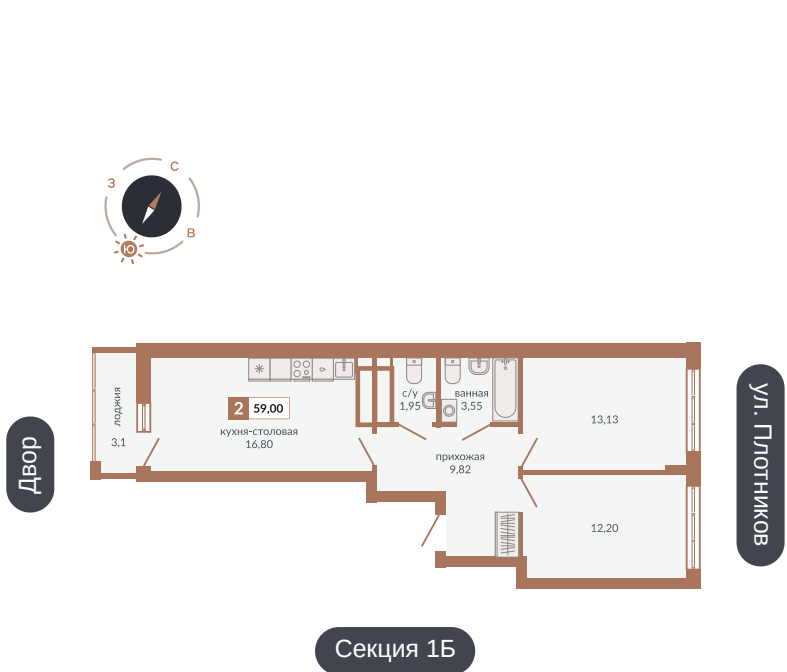 С
З
В
Ю
лоджия
3,1
2 59,00
кухня-столовая
16,80
с/у
1,95
ванная
3,55
прихожая
9,82
13,13
12,20
Двор
ул. Плотников
Секция 1Б